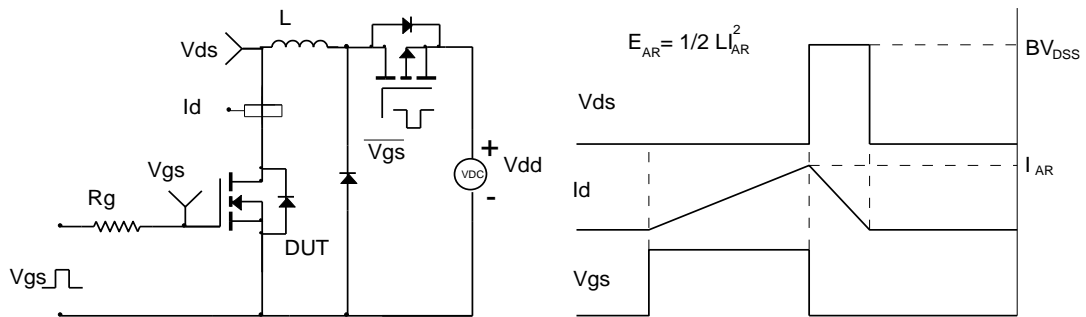 L
Vds
Id
Vgs
Rg
DUT
Vgs
Vgs
+
VDC
Vdd
-
E_AR = 1/2 LI_AR^2
BV_DSS
Vds
I_AR
Id
Vgs